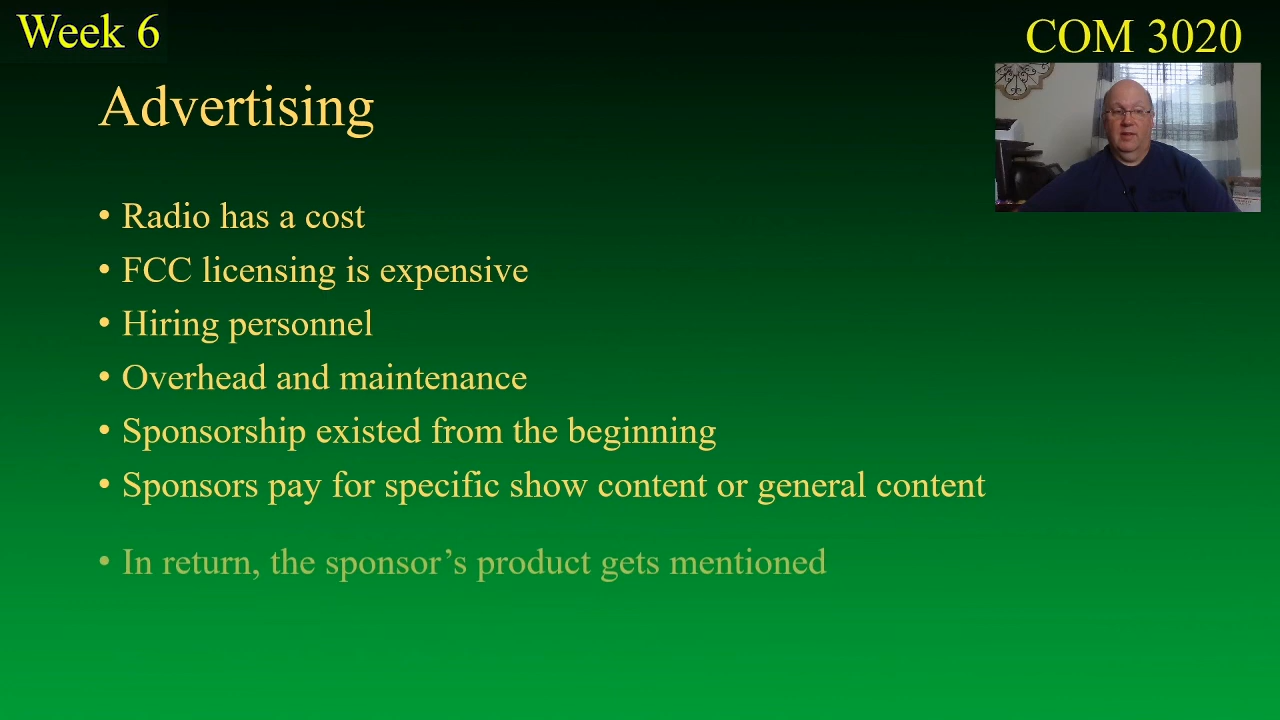 Week 6
COM 3020
Advertising
• Radio has a cost
• FCC licensing is expensive
• Hiring personnel
• Overhead and maintenance
• Sponsorship existed from the beginning
• Sponsors pay for specific show content or general content
• In return, the sponsor’s product gets mentioned